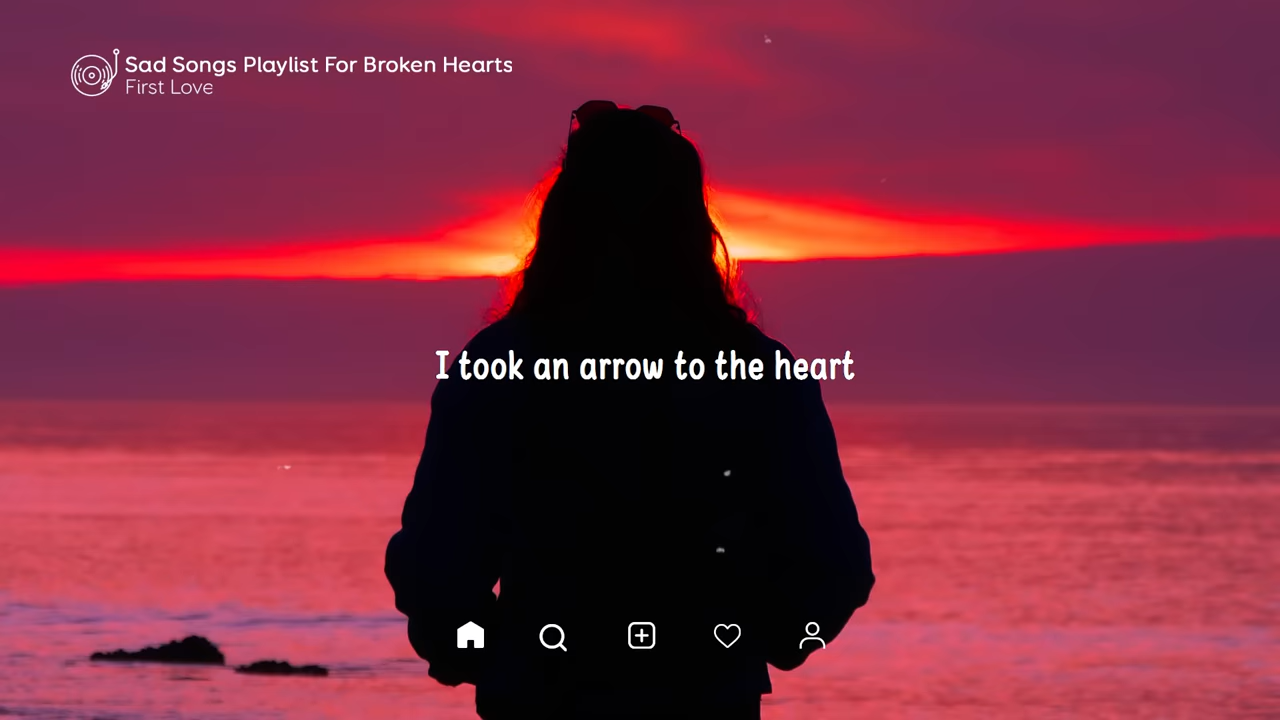 Sad Songs Playlist For Broken Hearts
First Love
I took an arrow to the heart